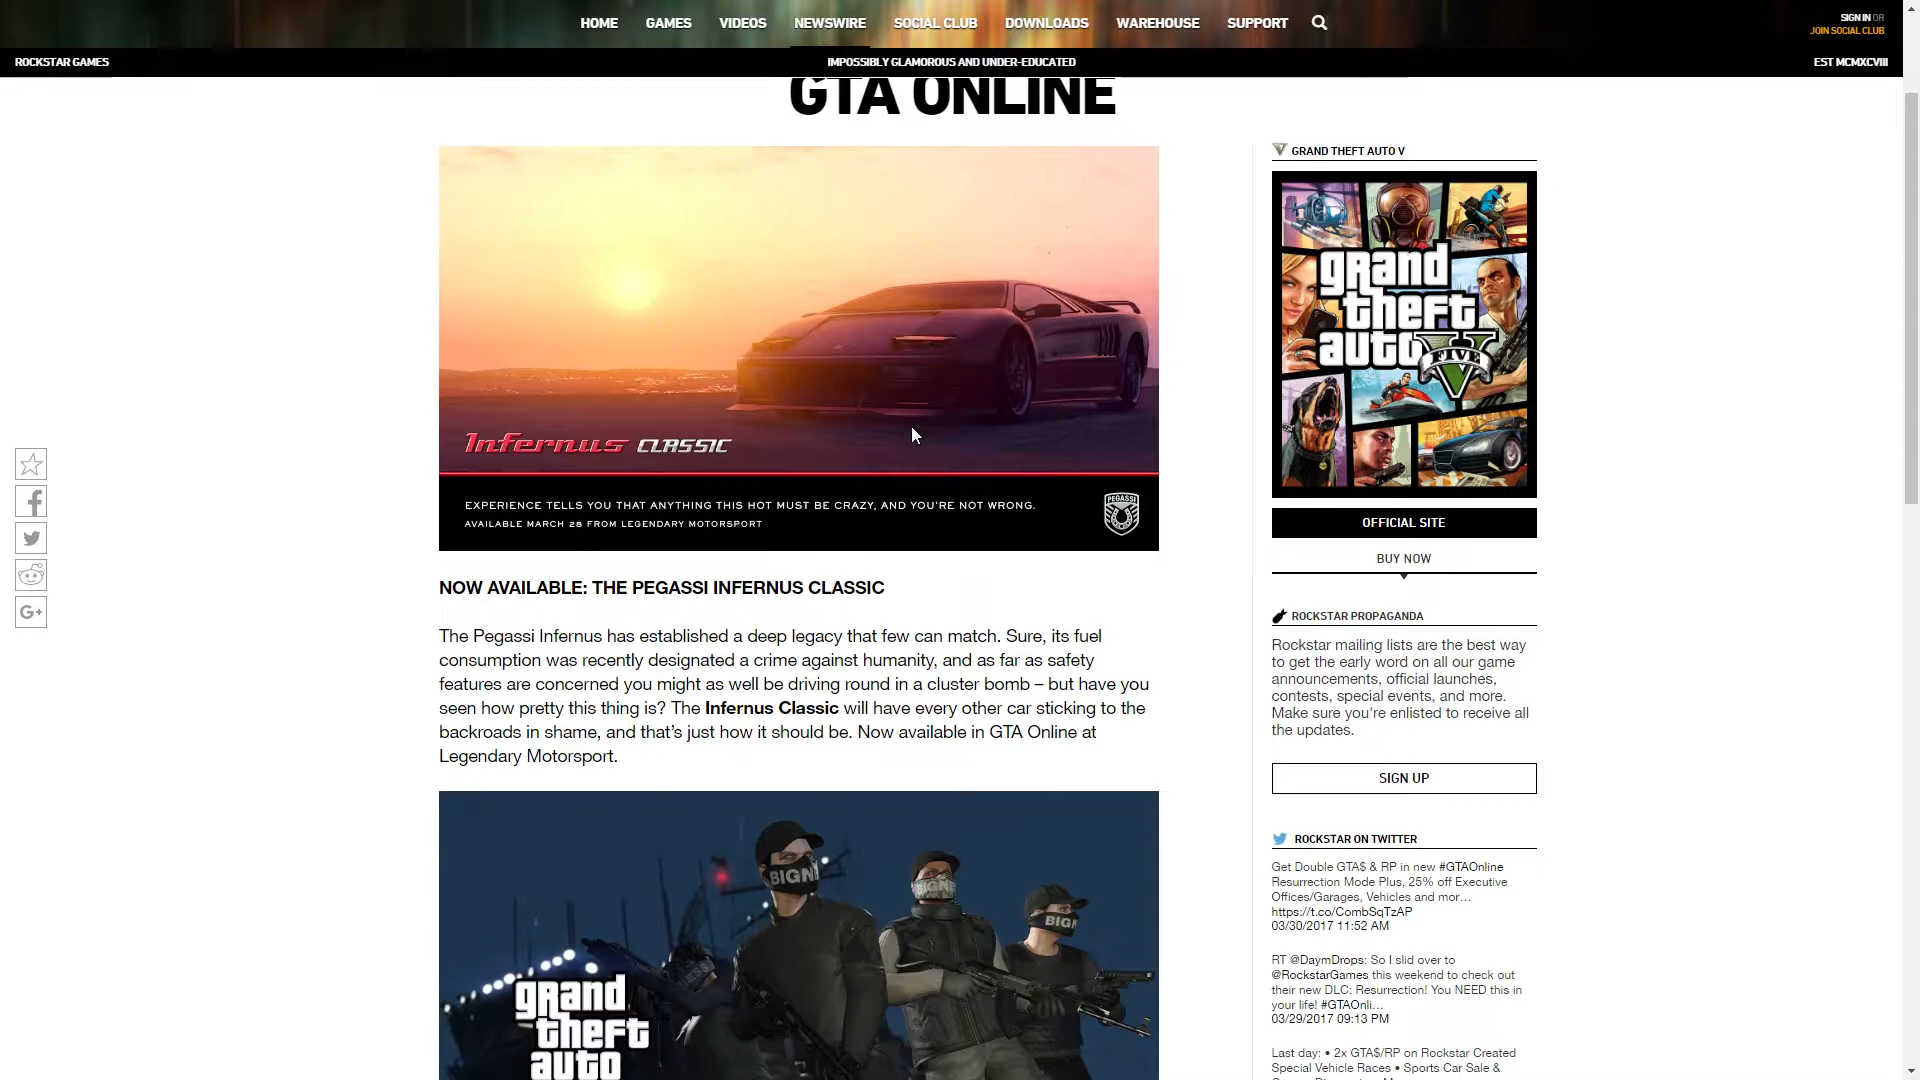 HOME GAMES VIDEOS NEWSWIRE SOCIAL CLUB DOWNLOADS WAREHOUSE SUPPORT
SIGN IN OR
JOIN SOCIAL CLUB
ROCKSTAR GAMES
IMPOSSIBLY GLAMOROUS AND UNDER-EDUCATED
EST MCMXCVIII
GTA ONLINE
Infernus CLASSIC
EXPERIENCE TELLS YOU THAT ANYTHING THIS HOT MUST BE CRAZY, AND YOU'RE NOT WRONG.
AVAILABLE MARCH 28 FROM LEGENDARY MOTORSPORT
PEGASSI
NOW AVAILABLE: THE PEGASSI INFERNUS CLASSIC
The Pegassi Infernus has established a deep legacy that few can match. Sure, its fuel
consumption was recently designated a crime against humanity, and as far as safety
features are concerned you might as well be driving round in a cluster bomb – but have you
seen how pretty this thing is? The Infernus Classic will have every other car sticking to the
backroads in shame, and that's just how it should be. Now available in GTA Online at
Legendary Motorsport.
BIGN
BIGNE
BIGN
grand
theft
auto
G+
GRAND THEFT AUTO V
grand
theft
auto
V
FIVE
OFFICIAL SITE
BUY NOW
ROCKSTAR PROPAGANDA
Rockstar mailing lists are the best way
to get the early word on all our game
announcements, official launches,
contests, special events, and more.
Make sure you're enlisted to receive all
the updates.
SIGN UP
ROCKSTAR ON TWITTER
Get Double GTA$ & RP in new #GTAOnline
Resurrection Mode Plus, 25% off Executive
Offices/Garages, Vehicles and mor…
https://t.co/CombSqTzAP
03/30/2017 11:52 AM
RT @DaymDrops: So I slid over to
@RockstarGames this weekend to check out
their new DLC: Resurrection! You NEED this in
your life! #GTAOnli…
03/29/2017 09:13 PM
Last day: • 2x GTA$/RP on Rockstar Created
Special Vehicle Races • Sports Car Sale &